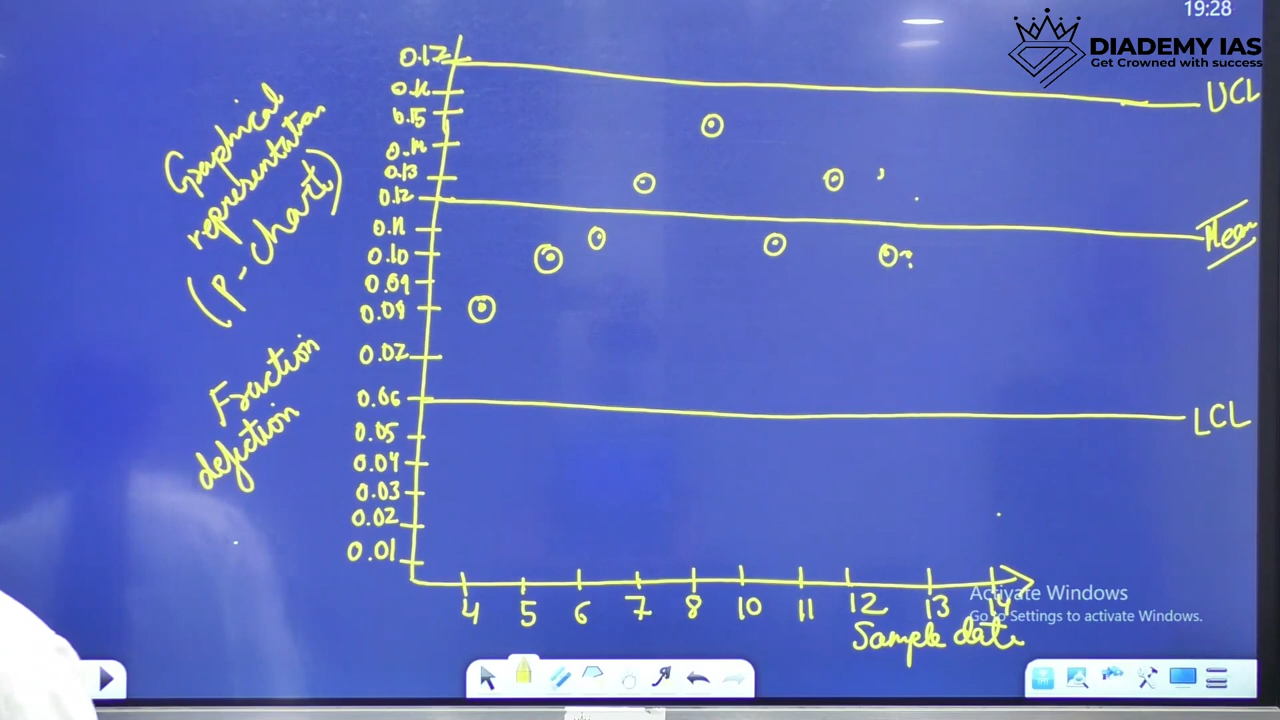 19:28
DIADEMY IAS
Get Crowned with success
Graphical
representation
(P-chart)
Fraction
defection
0.17
0.16
0.15
0.14
0.13
0.12
0.11
0.10
0.09
0.08
0.07
0.06
0.05
0.04
0.03
0.02
0.01
UCL
Mean
LCL
4 5 6 7 8 10 11 12 13 14
Sample date
Activate Windows
Go to Settings to activate Windows.